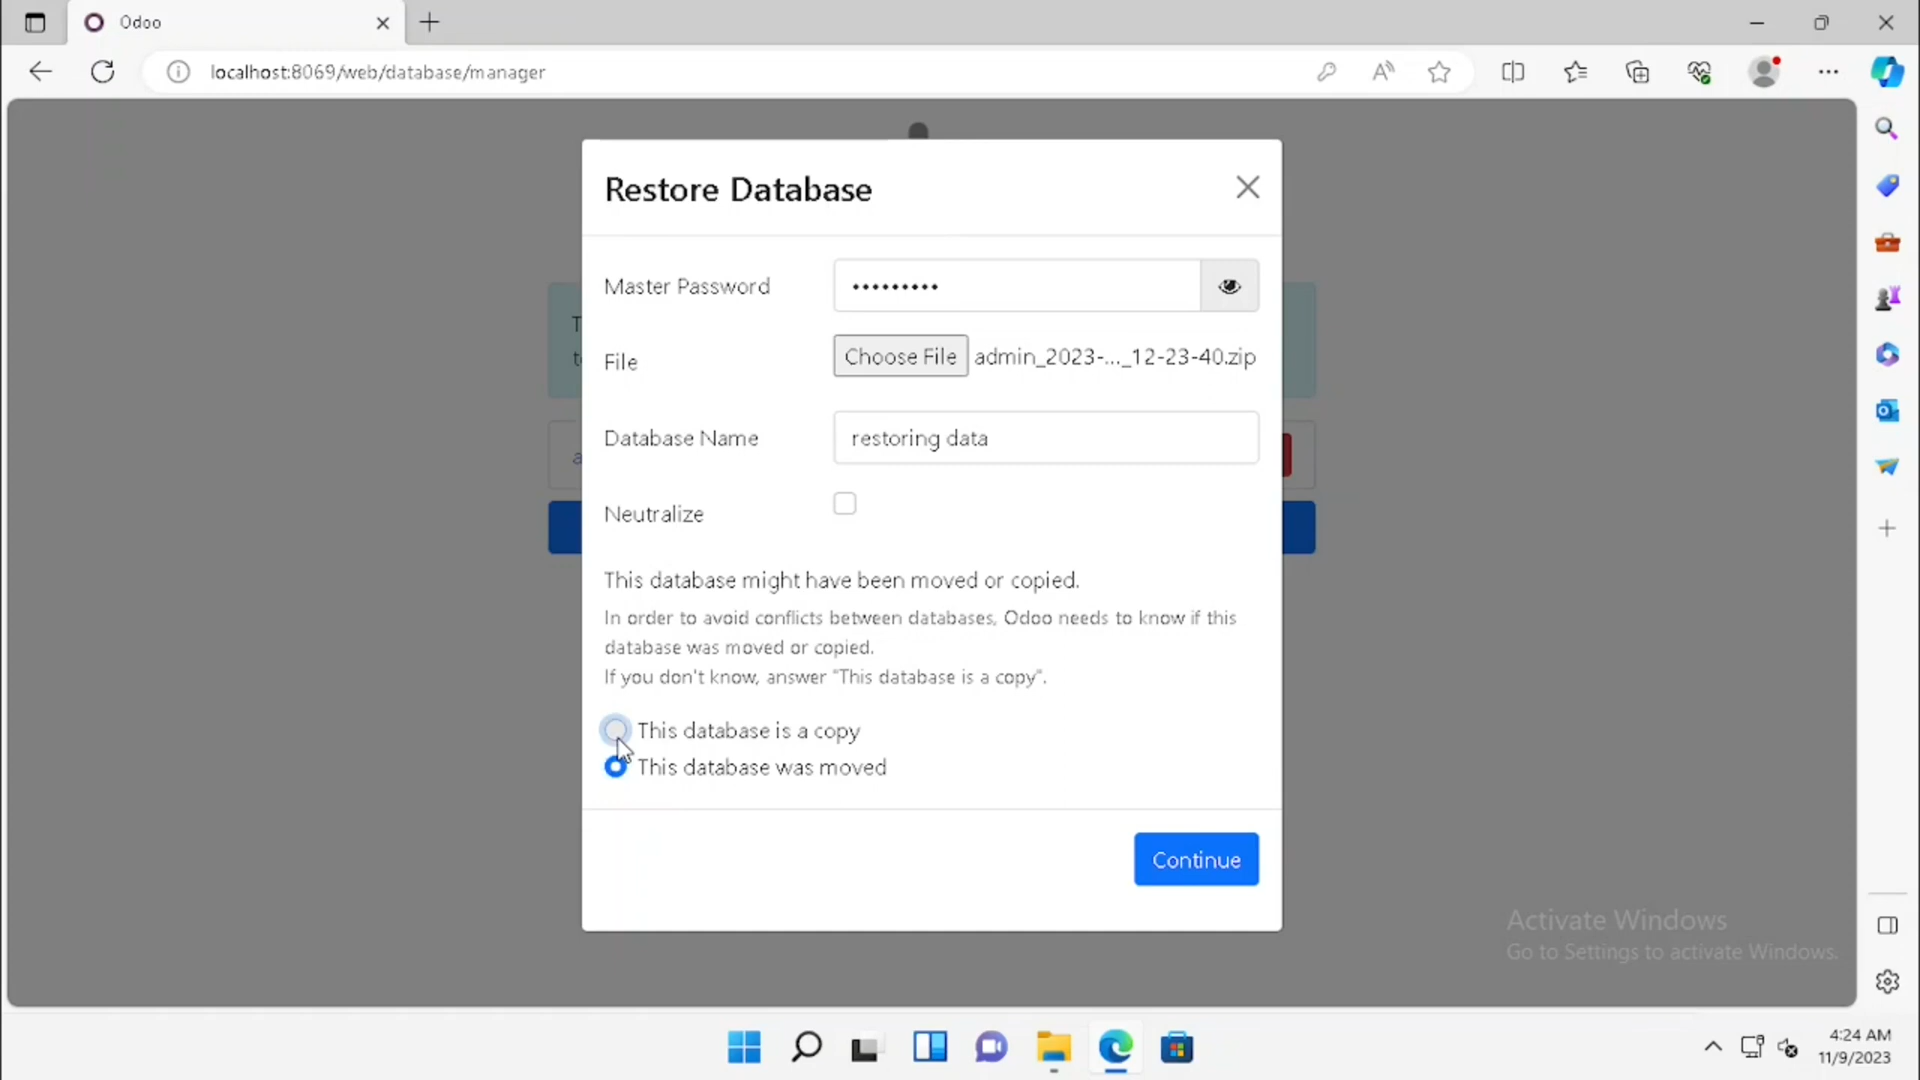 Odoo
localhost:8069/web/database/manager
Restore Database
Master Password
•••••••••
File
Choose File admin_2023-..._12-23-40.zip
Database Name
restoring data
Neutralize
This database might have been moved or copied.
In order to avoid conflicts between databases, Odoo needs to know if this
database was moved or copied.
If you don't know, answer "This database is a copy".
This database is a copy
This database was moved
Continue
Activate Windows
Go to Settings to activate Windows.
4:24 AM
11/9/2023